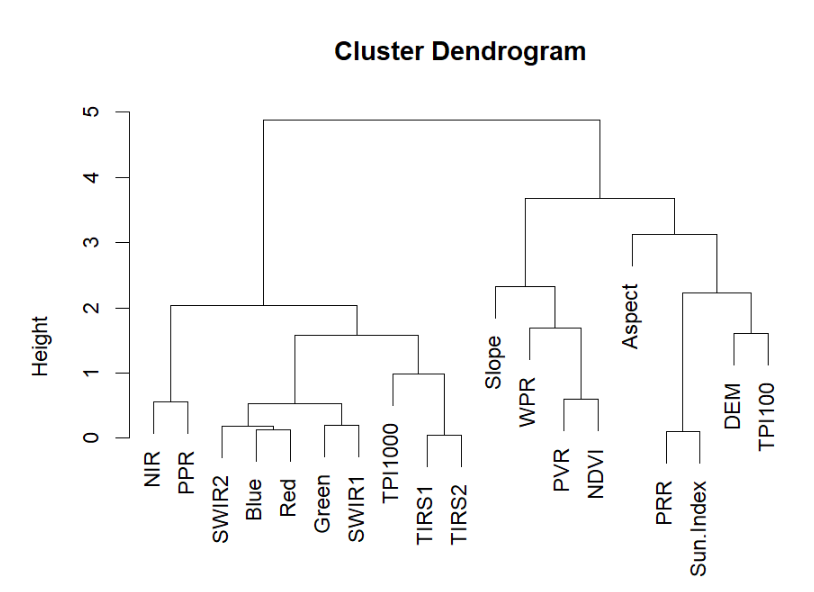 Cluster Dendrogram
Height
5
4
3
2
1
0
NIR
PPR
SWIR2
Blue
Red
Green
SWIR1
TPI1000
TIRS1
TIRS2
Slope
WPR
PVR
NDVI
Aspect
PRR
Sun.Index
DEM
TPI100